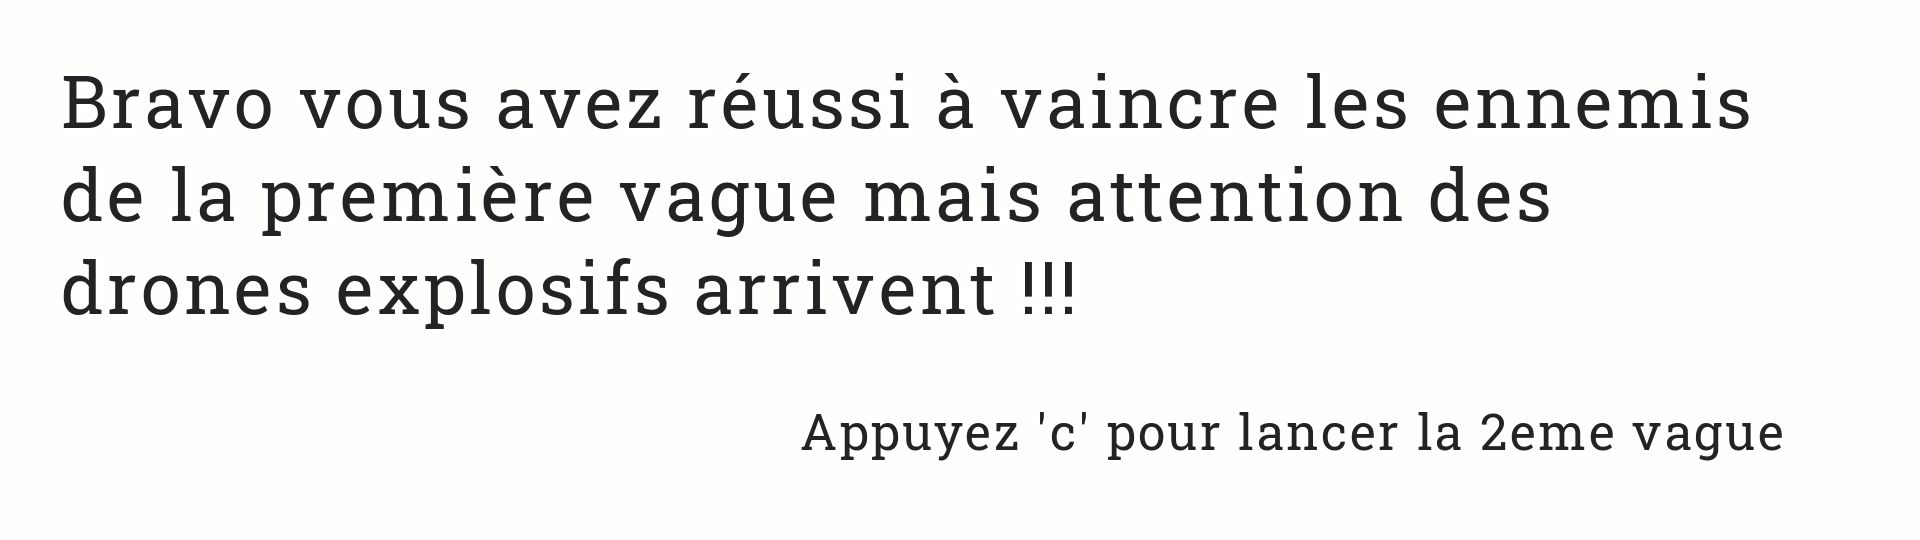 Bravo vous avez réussi à vaincre les ennemis
de la première vague mais attention des
drones explosifs arrivent !!!
Appuyez 'c' pour lancer la 2eme vague